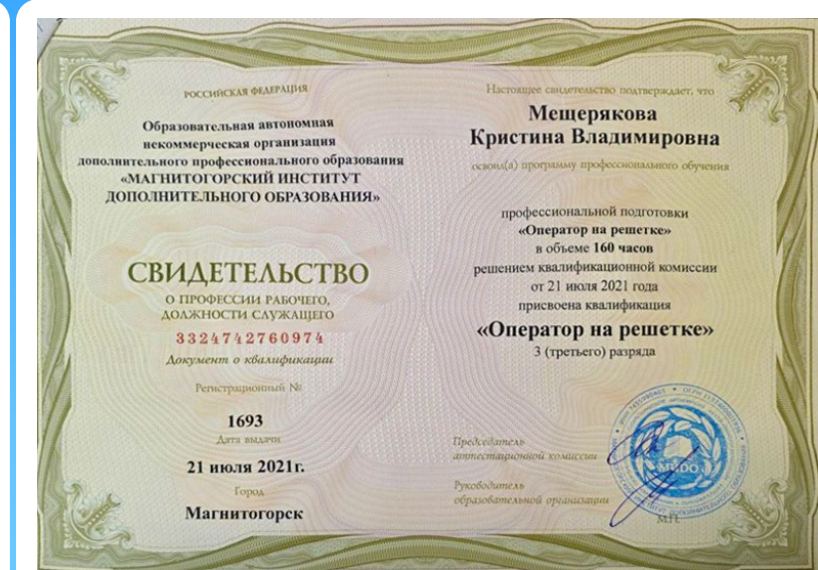 РОССИЙСКАЯ ФЕДЕРАЦИЯ
Образовательная автономная
некоммерческая организация
дополнительного профессионального образования
«МАГНИТОГОРСКИЙ ИНСТИТУТ
ДОПОЛНИТЕЛЬНОГО ОБРАЗОВАНИЯ»
СВИДЕТЕЛЬСТВО
О ПРОФЕССИИ РАБОЧЕГО,
ДОЛЖНОСТИ СЛУЖАЩЕГО
3324742760974
Документ о квалификации
Регистрационный №
1693
Дата выдачи
21 июля 2021г.
Город
Магнитогорск
Настоящее свидетельство подтверждает, что
Мещерякова
Кристина Владимировна
освоил(а) программу профессионального обучения
профессиональной подготовки
«Оператор на решетке»
в объеме 160 часов
решением квалификационной комиссии
от 21 июля 2021 года
присвоена квалификация
«Оператор на решетке»
3 (третьего) разряда
Председатель
аттестационной комиссии
Руководитель
образовательной организации
М.П.
МИДО